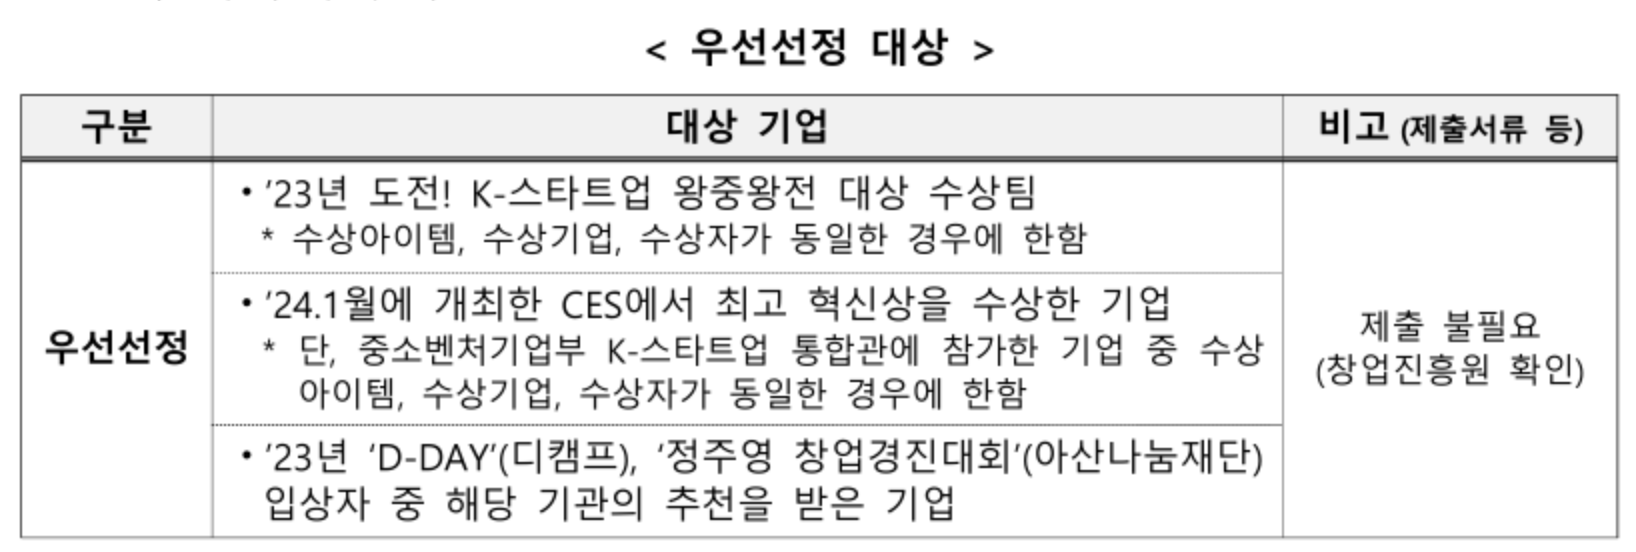 < 우선선정 대상 >
구분
대상 기업
비고 (제출서류 등)
우선선정
• ’23년 도전! K-스타트업 왕중왕전 대상 수상팀
* 수상아이템, 수상기업, 수상자가 동일한 경우에 한함
• ’24.1월에 개최한 CES에서 최고 혁신상을 수상한 기업
* 단, 중소벤처기업부 K-스타트업 통합관에 참가한 기업 중 수상
아이템, 수상기업, 수상자가 동일한 경우에 한함
• ’23년 ‘D-DAY’(디캠프), ‘정주영 창업경진대회’(아산나눔재단)
입상자 중 해당 기관의 추천을 받은 기업
제출 불필요
(창업진흥원 확인)